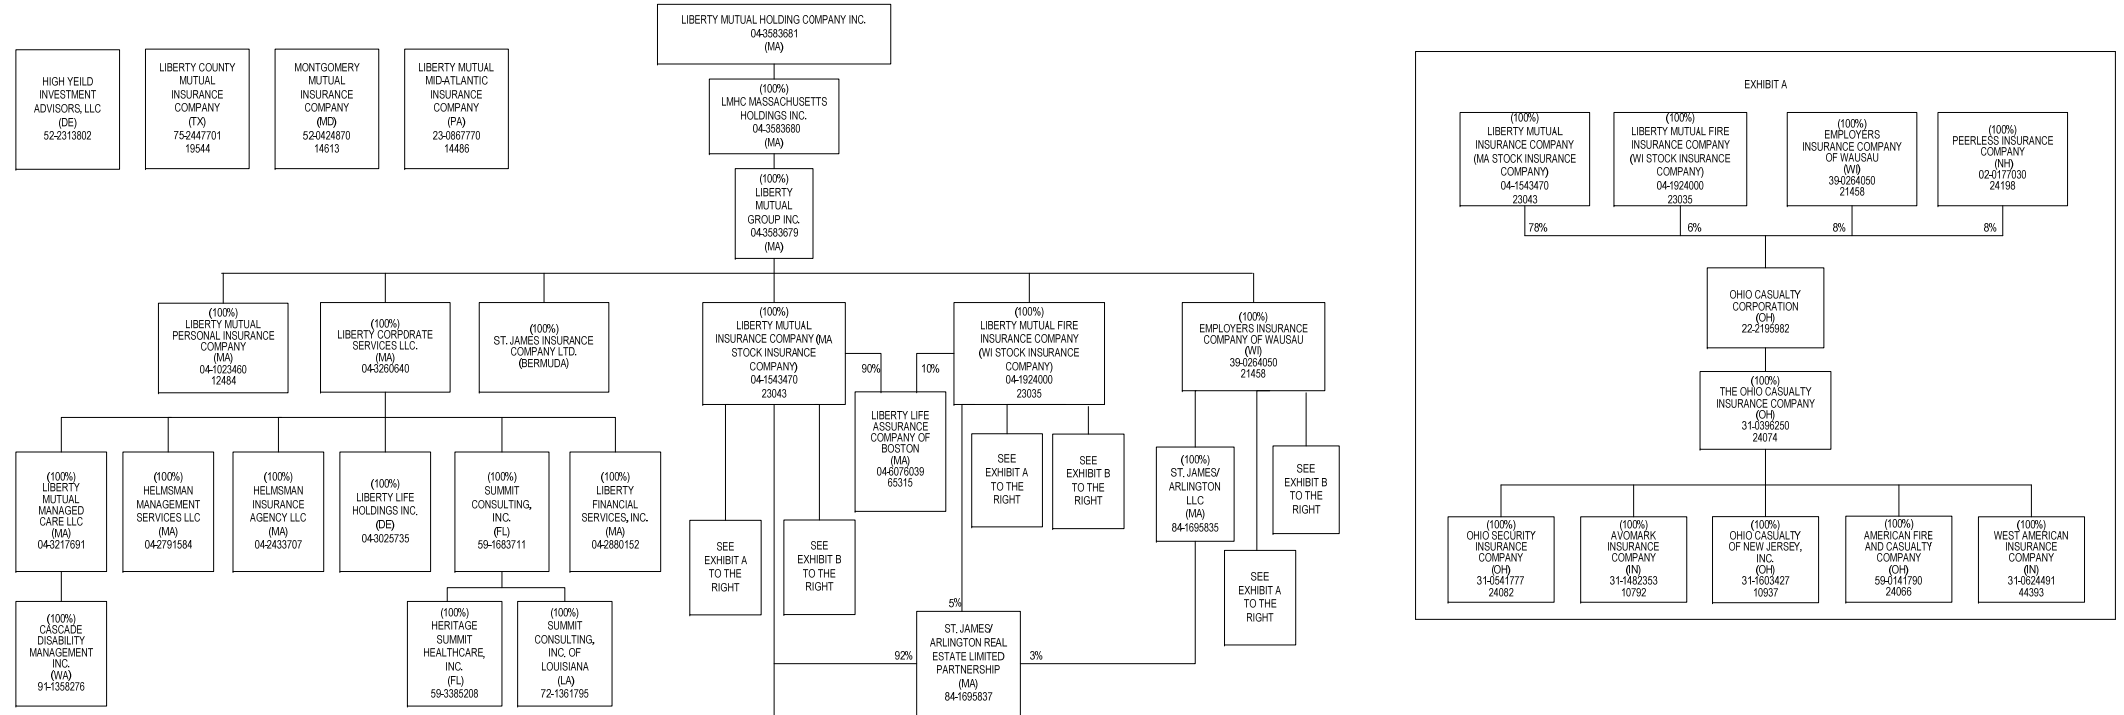 LIBERTY MUTUAL HOLDING COMPANY INC.
04-3583681
(MA)
HIGH YEILD
INVESTMENT
ADVISORS, LLC
(DE)
52-2313802
LIBERTY COUNTY
MUTUAL
INSURANCE
COMPANY
(TX)
75-2447701
19544
MONTGOMERY
MUTUAL
INSURANCE
COMPANY
(MD)
52-0424870
14613
LIBERTY MUTUAL
MID-ATLANTIC
INSURANCE
COMPANY
(PA)
23-0867770
14486
(100%)
LMHC MASSACHUSETTS
HOLDINGS INC.
04-3583680
(MA)
(100%)
LIBERTY
MUTUAL
GROUP INC.
04-3583679
(MA)
(100%)
LIBERTY MUTUAL
PERSONAL INSURANCE
COMPANY
(MA)
04-1023460
12484
(100%)
LIBERTY CORPDRATE
SERVICES LLC.
(MA)
04-3260640
(100%)
ST. JAMES INSURANCE
COMPANY LTD.
(BERMUDA)
(100%)
LIBERTY MUTUAL
INSURANCE COMPANY (MA
STOCK INSURANCE
COMPANY)
04-1543470
23043
90%
10%
(100%)
LIBERTY MUTUAL FIRE
INSURANCE COMPANY
(WI STOCK INSURANCE
COMPANY)
04-1924000
23035
(100%)
EMPLOYERS INSURANCE
COMPANY OF WAUSAU
(WI)
39-0264050
21458
LIBERTY LIFE
ASSURANCE
COMPANY OF
BOSTON
(MA)
04-6076039
65315
SEE
EXHIBIT A
TO THE
RIGHT
SEE
EXHIBIT B
TO THE
RIGHT
(100%)
ST. JAMES/
ARLINGTON
LLC
(MA)
84-1695835
SEE
EXHIBIT B
TO THE
RIGHT
(100%)
LIBERTY
MUTUAL
MANAGED
CARE LLC
(MA)
04-3217691
(100%)
HELMSMAN
MANAGEMENT
SERVICES LLC
(MA)
04-2791584
(100%)
HELMSMAN
INSURANCE
AGENCY LLC
(MA)
04-2433707
(100%)
LIBERTY LIFE
HOLDINGS INC.
(DE)
04-3025735
(100%)
SUMMIT
CONSULTING,
INC.
(FL)
59-1683711
(100%)
LIBERTY
FINANCIAL
SERVICES, INC.
(MA)
04-2880152
SEE
EXHIBIT A
TO THE
RIGHT
SEE
EXHIBIT B
TO THE
RIGHT
SEE
EXHIBIT A
TO THE
RIGHT
(100%)
CASCADE
DISABILITY
MANAGEMENT
INC.
(WA)
91-1358276
(100%)
HERITAGE
SUMMIT
HEALTHCARE,
INC.
(FL)
59-3385208
(100%)
SUMMIT
CONSULTING,
INC. OF
LOUISIANA
(LA)
72-1361795
5%
92%
ST. JAMES/
ARLINGTON REAL
ESTATE LIMITED
PARTNERSHIP
(MA)
84-1695837
3%
EXHIBIT A
(100%)
LIBERTY MUTUAL
INSURANCE COMPANY
(MA STOCK INSURANCE
COMPANY)
04-1543470
23043
(100%)
LIBERTY MUTUAL FIRE
INSURANCE COMPANY
(WI STOCK INSURANCE
COMPANY)
04-1924000
23035
(100%)
EMPLOYERS
INSURANCE COMPANY
OF WAUSAU
(WI)
39-0264050
21458
(100%)
PEERLESS INSURANCE
COMPANY
(NH)
02-0177030
24198
78%
6%
8%
8%
OHIO CASUALTY
CORPORATION
(OH)
22-2195982
(100%)
THE OHIO CASUALTY
INSURANCE COMPANY
(OH)
31-0396250
24074
(100%)
OHIO SECURITY
INSURANCE
COMPANY
(OH)
31-0541777
24082
(100%)
AVOMARK
INSURANCE
COMPANY
(IN)
31-1482353
10792
(100%)
OHIO CASUALTY
OF NEW JERSEY,
INC.
(OH)
31-1603427
10937
(100%)
AMERICAN FIRE
AND CASUALTY
COMPANY
(OH)
59-0141790
24066
(100%)
WEST AMERICAN
INSURANCE
COMPANY
(IN)
31-0624491
44393